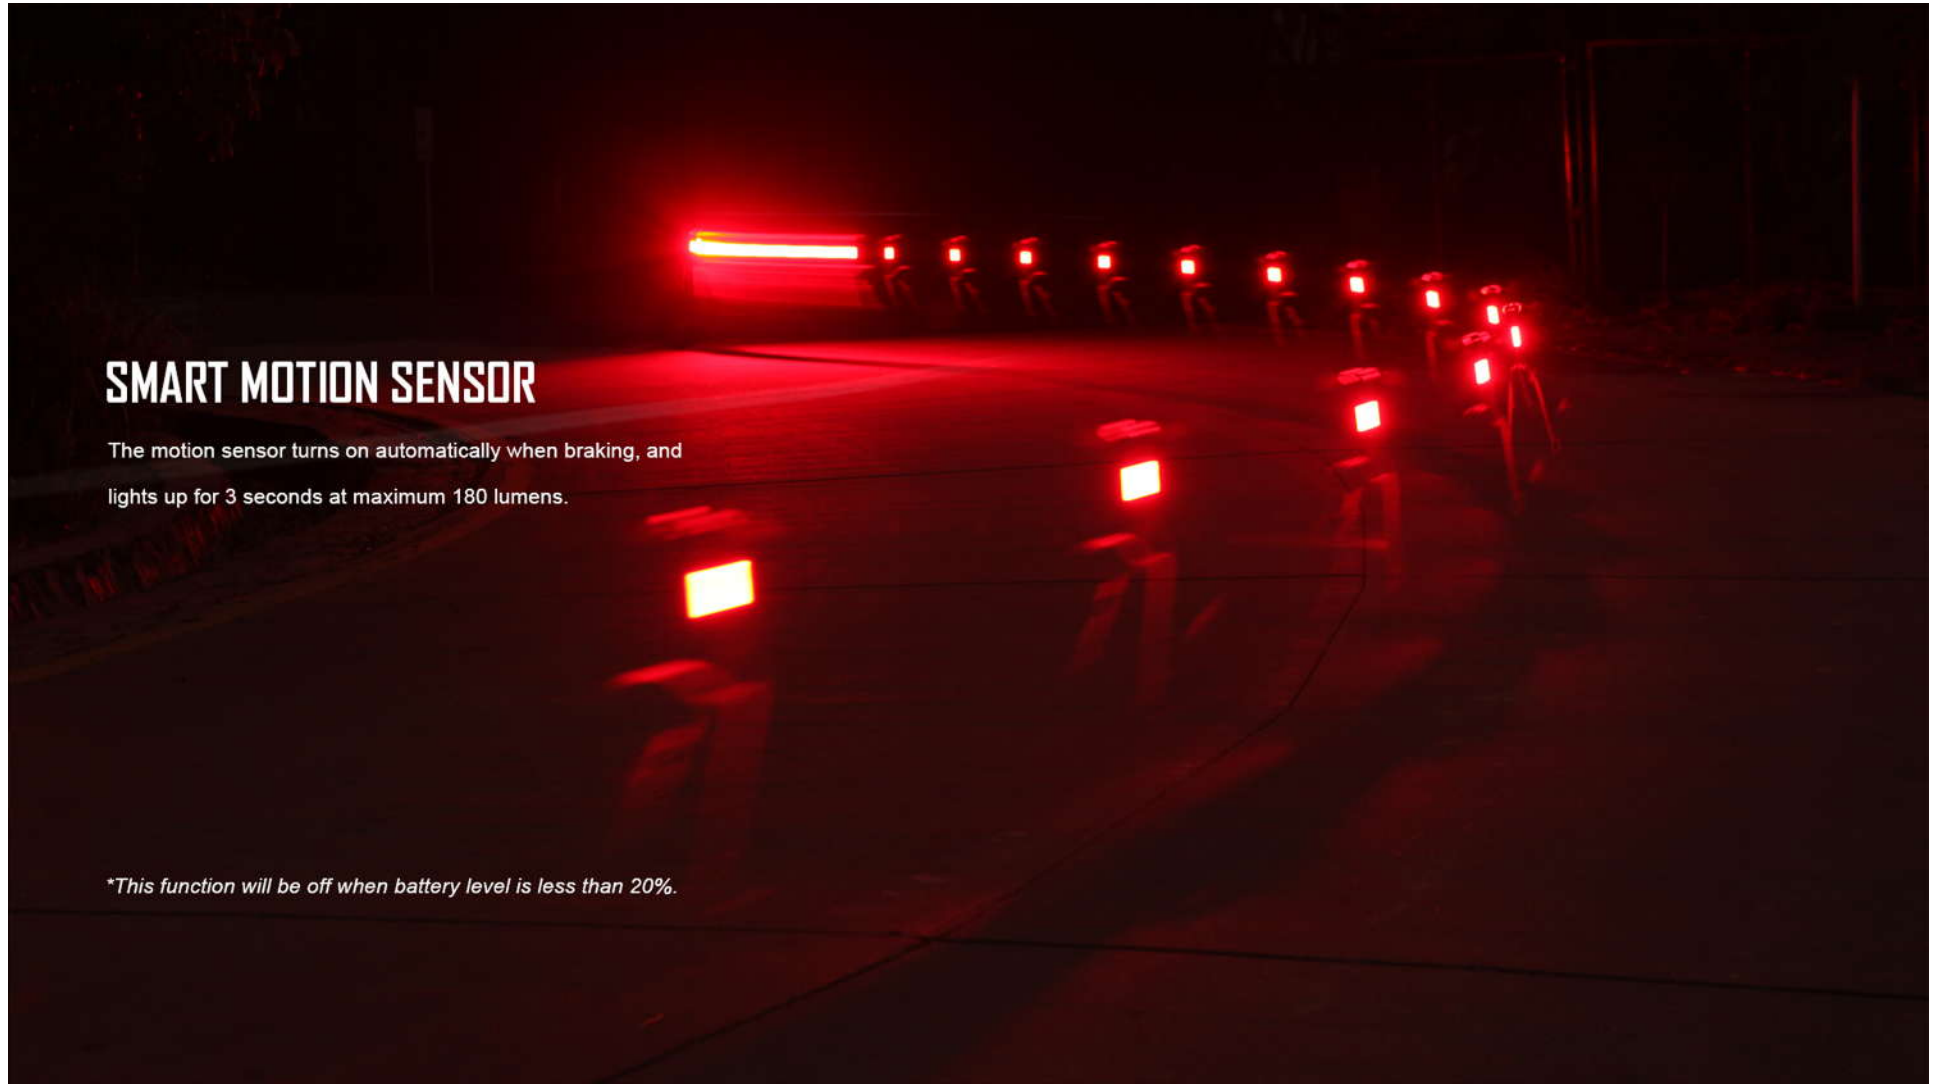 SMART MOTION SENSOR
The motion sensor turns on automatically when braking, and
lights up for 3 seconds at maximum 180 lumens.
*This function will be off when battery level is less than 20%.